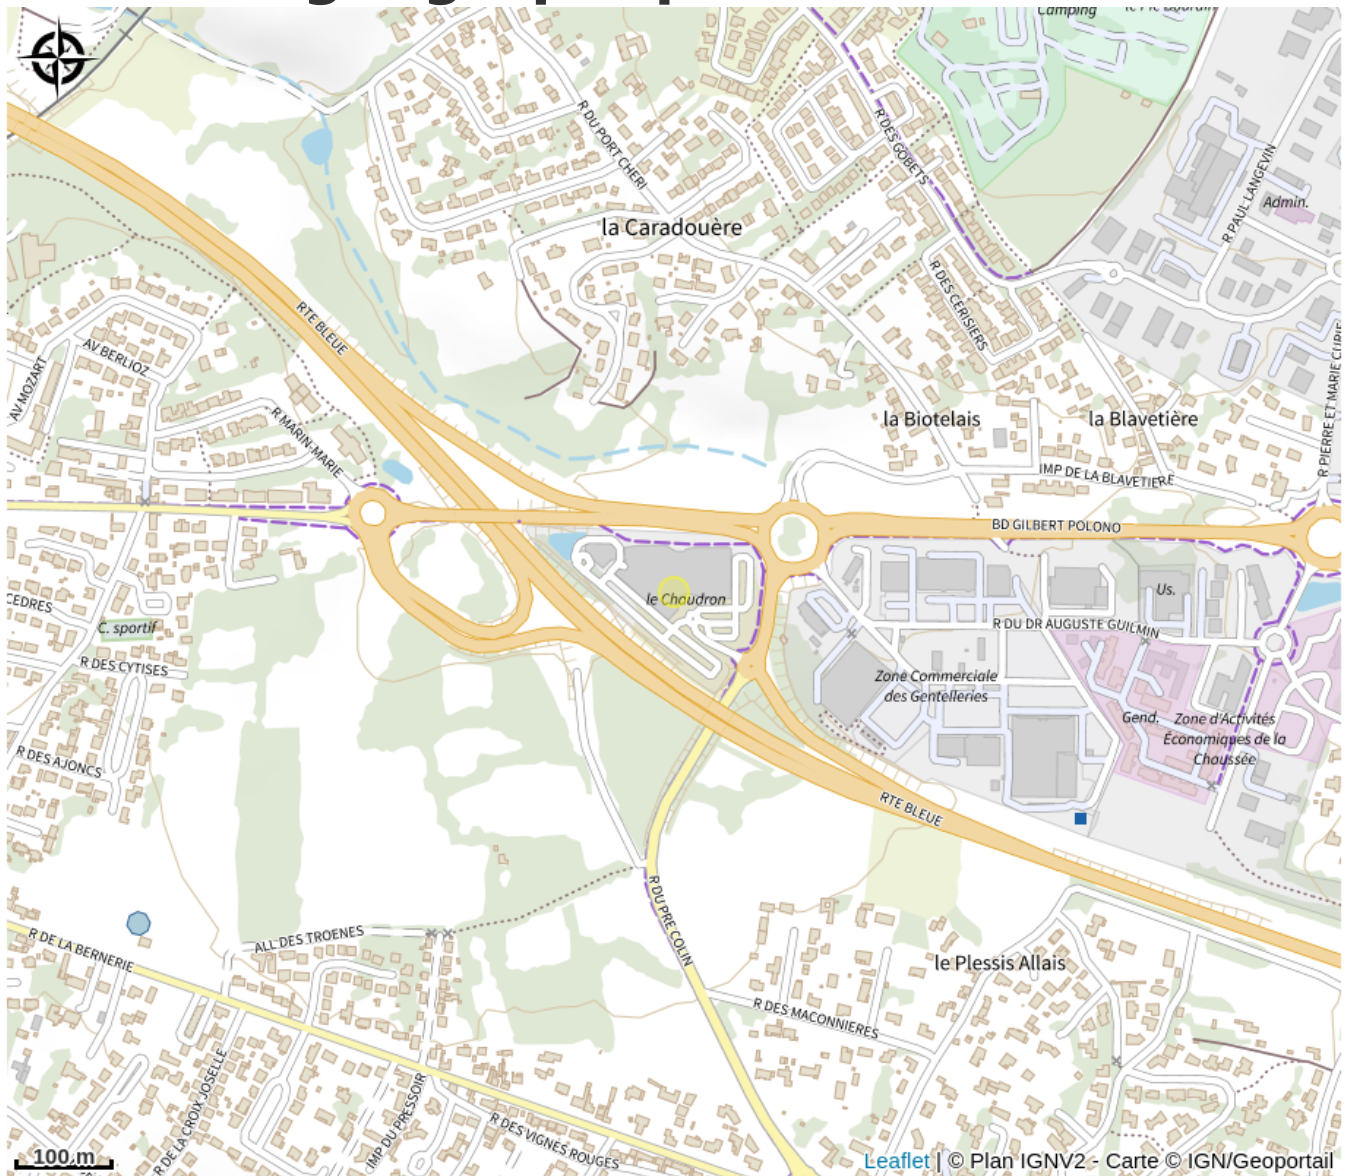 Camping
R DU PORT CHERI
R DES GOBETS
R PAUL LANGEVIN
Admin.
la Caradouère
R DES CERISIERS
RTE BLEUE
AV BERLIOZ
AV MOZART
R MARIN-MARIE
la Biotelais
la Blavetière
R PIERRE ET MARIE CURIE
IMP DE LA BLAVETIERE
BD GILBERT POLONO
CEDRES
C. sportif
R DES CYTISES
le Chaudron
Us.
R DU DR AUGUSTE GUILMIN
Zone Commerciale
des Gentelleries
Gend.
Zone d'Activités
Économiques de la
Chaussée
R DES AJONCS
RTE BLEUE
R DU PRE COLIN
R DE LA BERNERIE
ALL DES TROENES
le Plessis Allais
R DES MACONNIERES
R DE LA CROIX JOSELLE
IMP DU PRESSOIR
R DES VIGNES ROUGES
100 m
Leaflet | © Plan IGNV2 - Carte © IGN/Geoportail